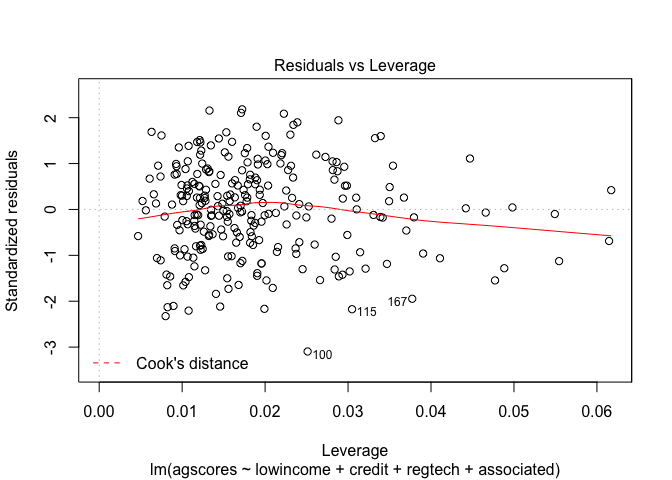 Residuals vs Leverage
Standardized residuals
2
1
0
-1
-2
-3
167
115
100
Cook's distance
0.00 0.01 0.02 0.03 0.04 0.05 0.06
Leverage
lm(agscores ~ lowincome + credit + regtech + associated)